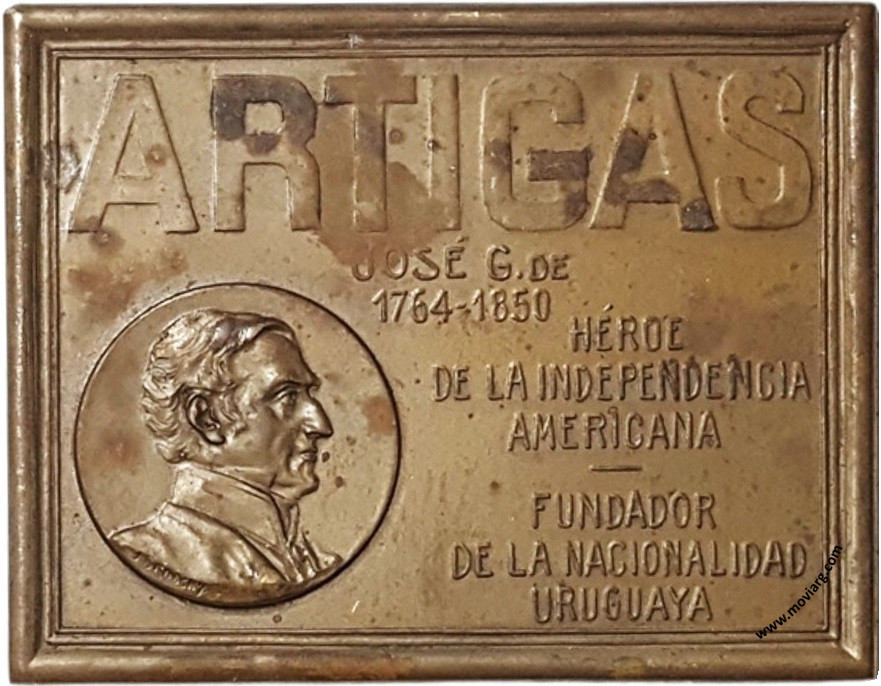 ARTIGAS
JOSÉ G. DE
1764-1850
HÉROE
DE LA INDEPENDENCIA
AMERICANA
FUNDADOR
DE LA NACIONALIDAD
URUGUAYA
www.moviarg.com